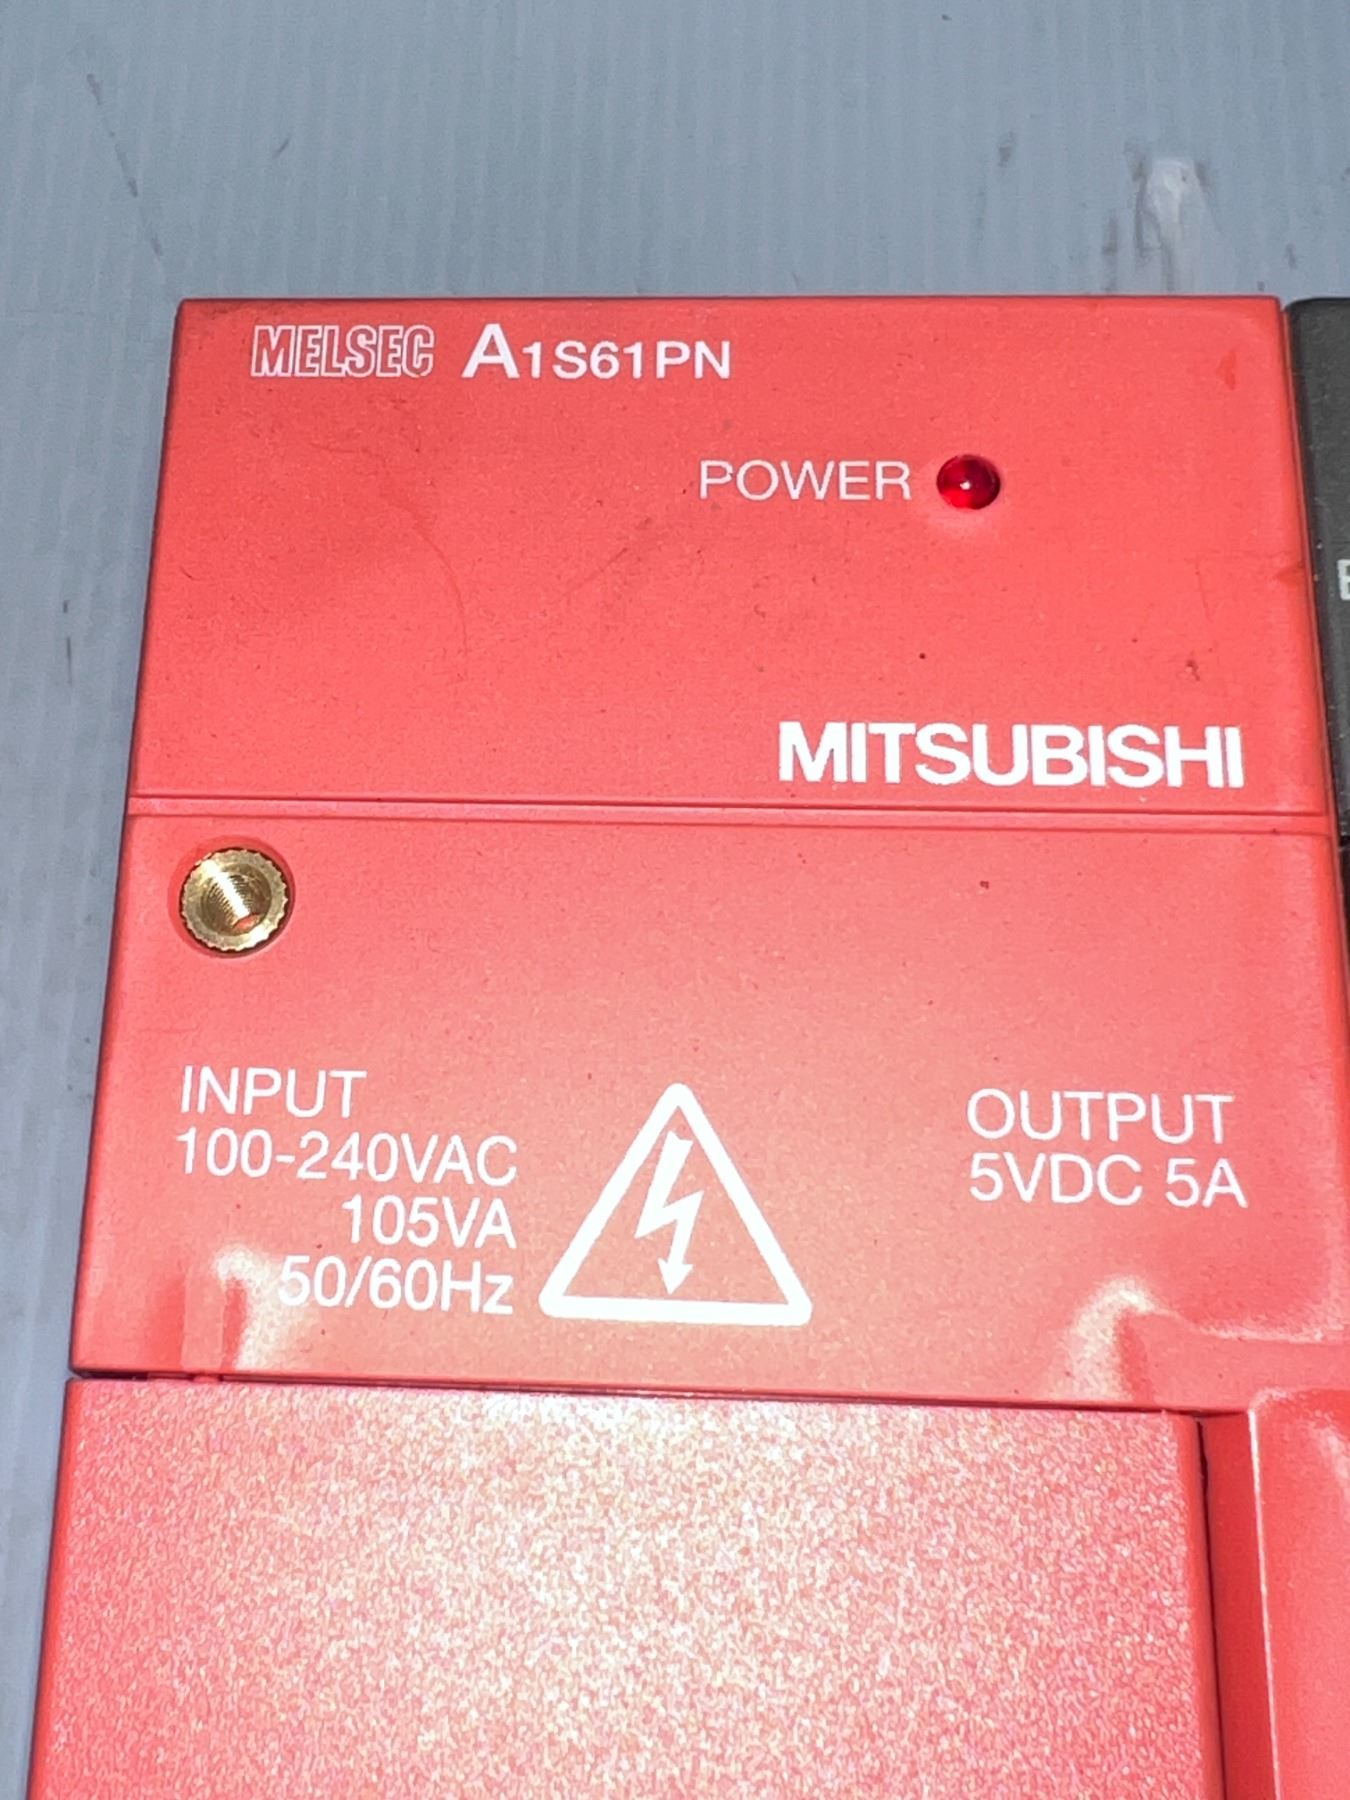 MELSEC A1S61PN
POWER
MITSUBISHI
INPUT
100-240VAC
105VA
50/60Hz
OUTPUT
5VDC 5A